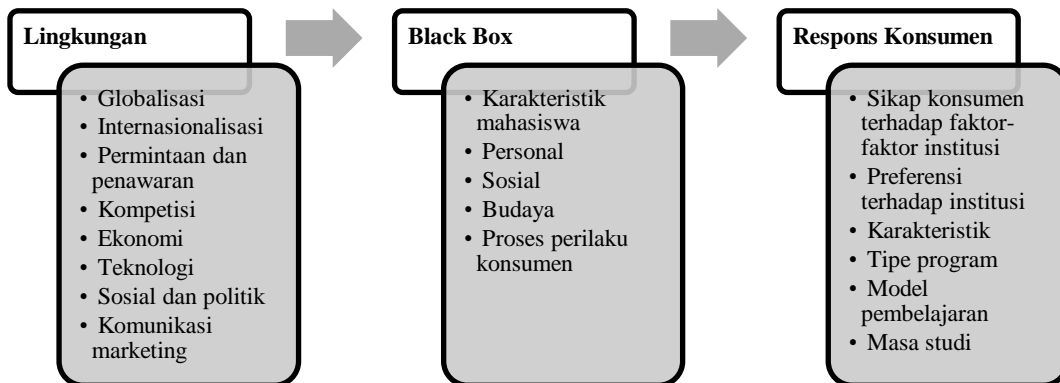 Lingkungan
• Globalisasi
• Internasionalisasi
• Permintaan dan
penawaran
• Kompetisi
• Ekonomi
• Teknologi
• Sosial dan politik
• Komunikasi
marketing
Black Box
• Karakteristik
mahasiswa
• Personal
• Sosial
• Budaya
• Proses perilaku
konsumen
Respons Konsumen
• Sikap konsumen
terhadap faktor-
faktor institusi
• Preferensi
terhadap institusi
• Karakteristik
• Tipe program
• Model
pembelajaran
• Masa studi